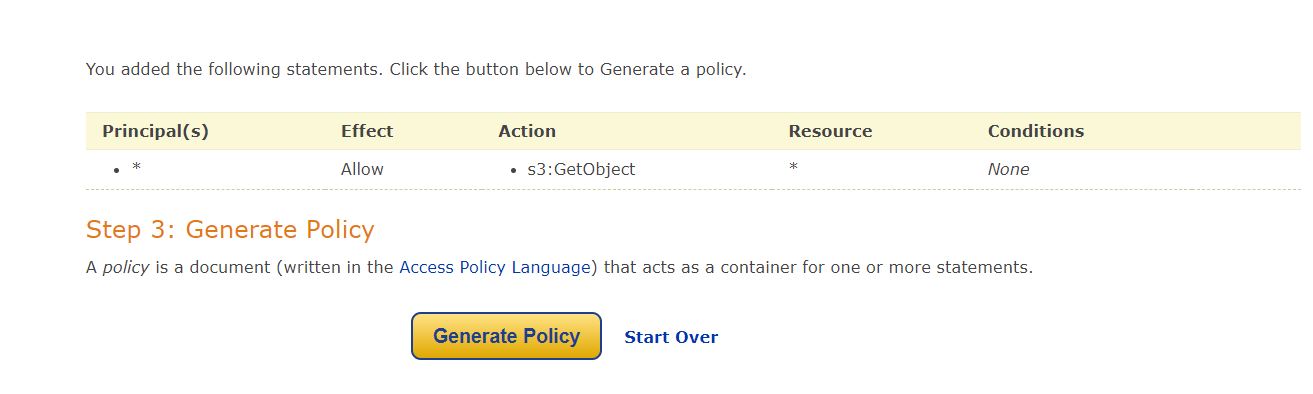 You added the following statements. Click the button below to Generate a policy.
Principal(s) Effect Action Resource Conditions
• * Allow • s3:GetObject * None
Step 3: Generate Policy
A policy is a document (written in the Access Policy Language) that acts as a container for one or more statements.
Generate Policy Start Over